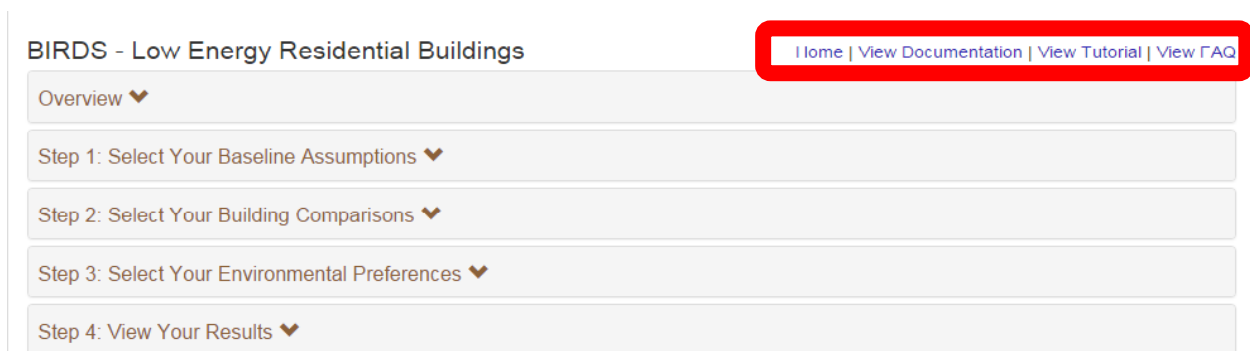 BIRDS - Low Energy Residential Buildings
Home | View Documentation | View Tutorial | View FAQ
Overview
Step 1: Select Your Baseline Assumptions
Step 2: Select Your Building Comparisons
Step 3: Select Your Environmental Preferences
Step 4: View Your Results